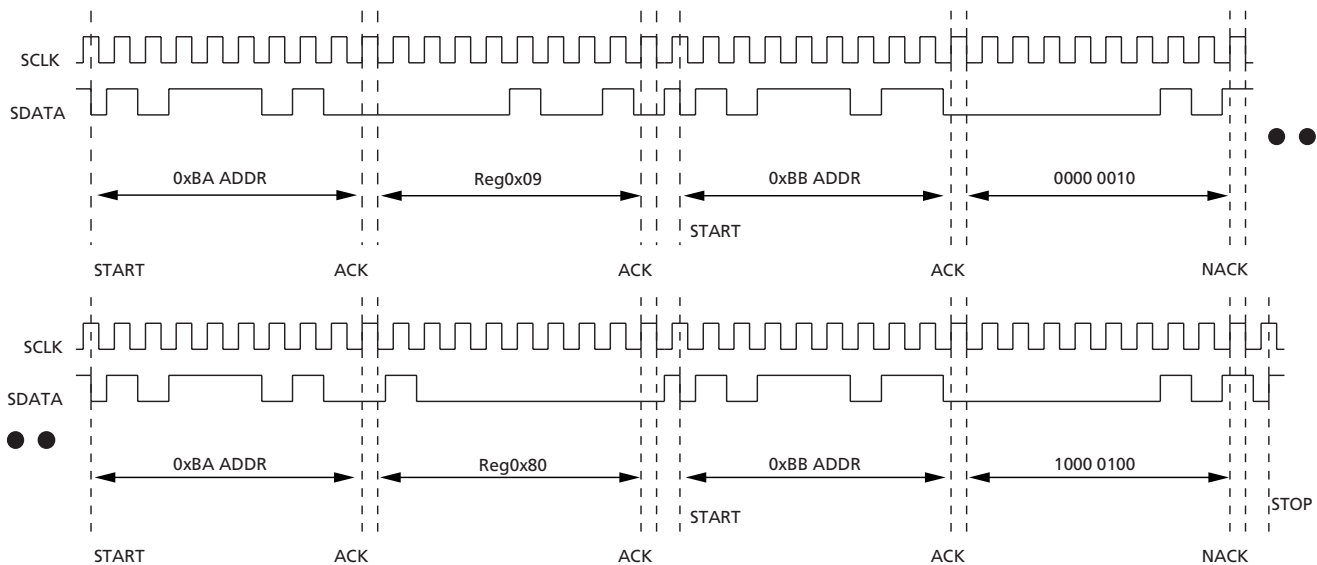 SCLK
SDATA
0xBA ADDR Reg0x09 0xBB ADDR 0000 0010
START
START ACK ACK ACK NACK
SCLK
SDATA
0xBA ADDR Reg0x80 0xBB ADDR 1000 0100
START STOP
START ACK ACK ACK NACK